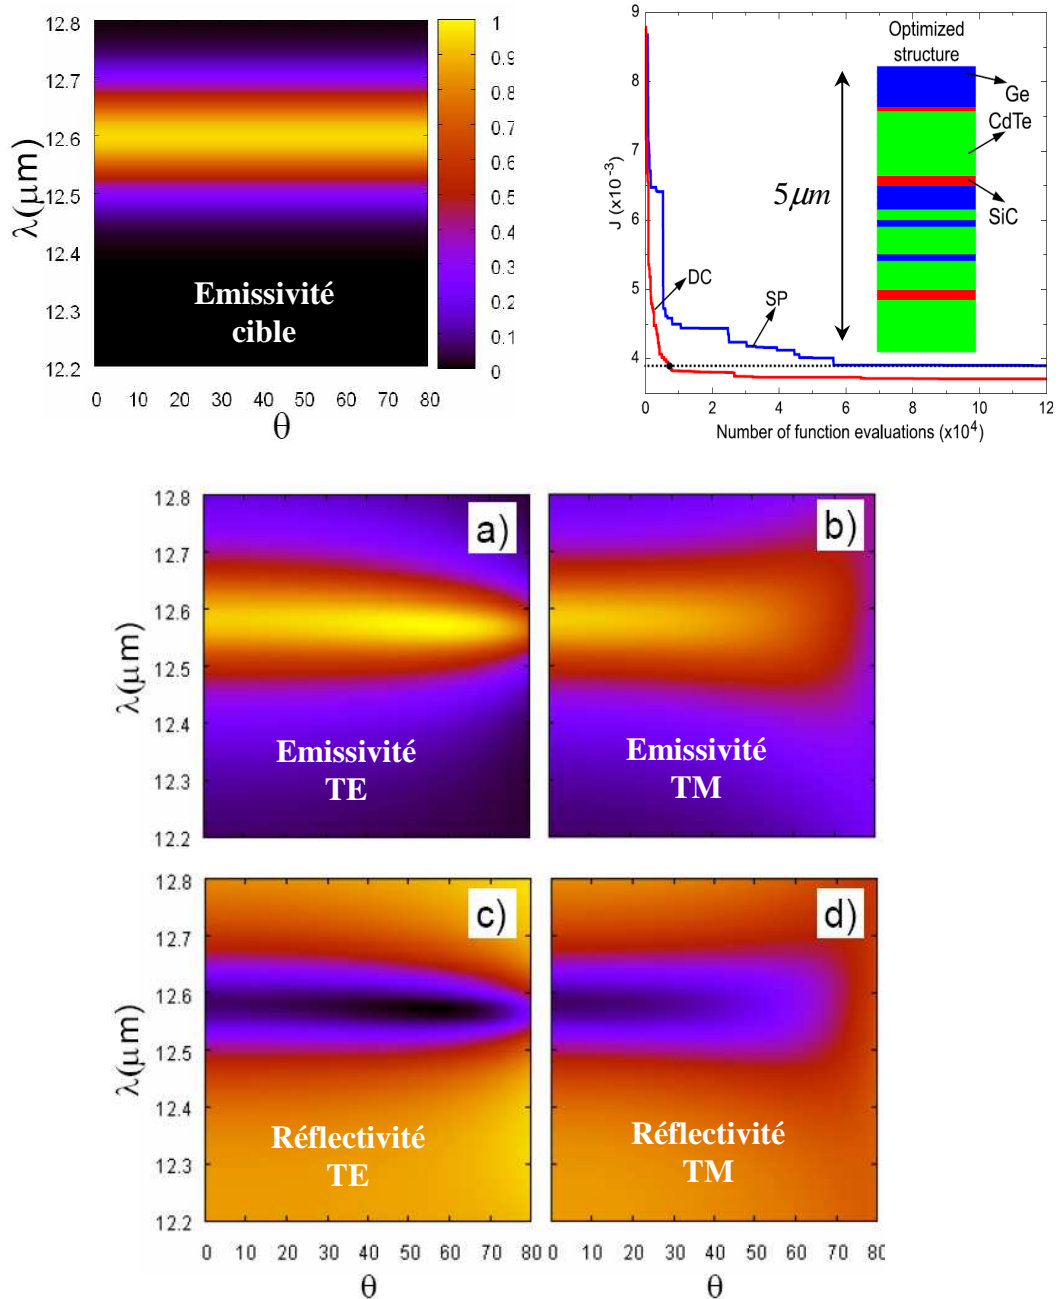 12.8
12.7
12.6
12.5
12.4
12.3
12.2
λ(μm)
Emissivité
cible
0 10 20 30 40 50 60 70 80
θ
1
0.9
0.8
0.7
0.6
0.5
0.4
0.3
0.2
0.1
0
9
8
7
6
5
4
J (x10⁻³)
Optimized
structure
Ge
CdTe
SiC
5μm
DC
SP
0 2 4 6 8 10 12
Number of function evaluations (x10⁴)
12.8
12.7
12.6
12.5
12.4
12.3
12.2
λ(μm)
a)
Emissivité
TE
b)
Emissivité
TM
12.8
12.7
12.6
12.5
12.4
12.3
12.2
λ(μm)
c)
Réflectivité
TE
d)
Réflectivité
TM
0 10 20 30 40 50 60 70 80
θ
0 10 20 30 40 50 60 70 80
θ